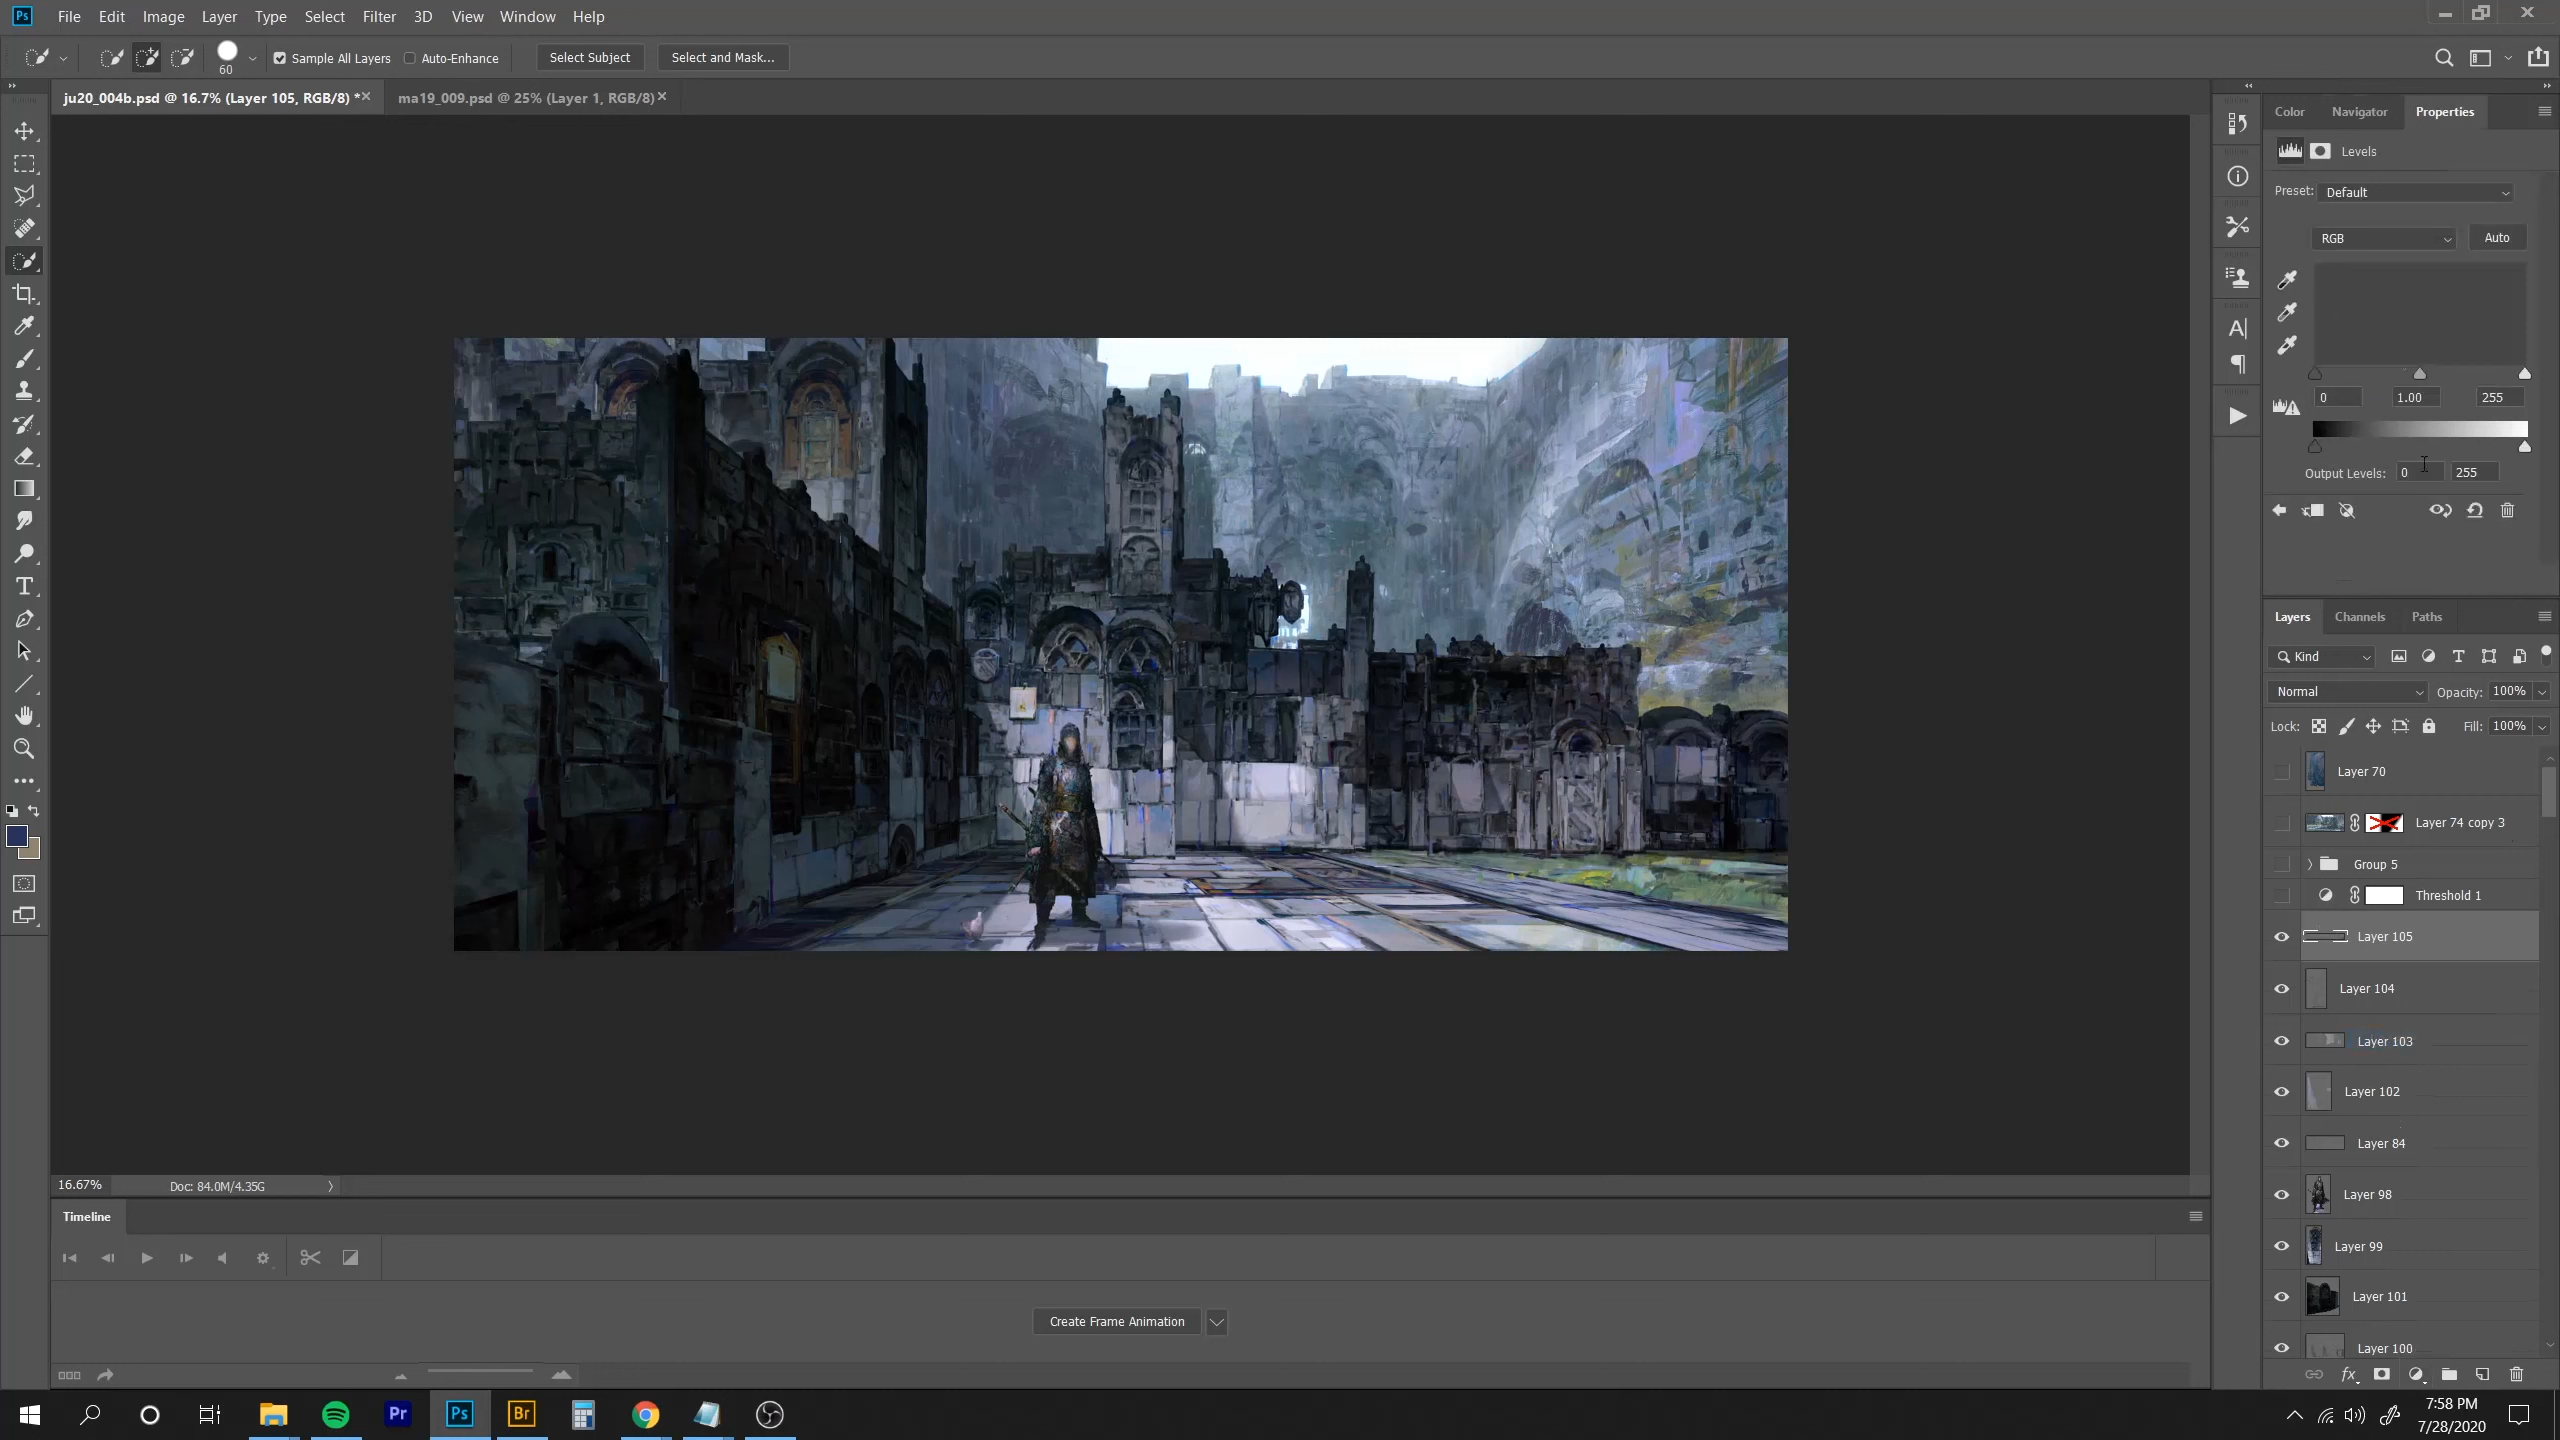 Ps File Edit Image Layer Type Select Filter 3D View Window Help
60 Sample All Layers Auto-Enhance Select Subject Select and Mask...
ju20_004b.psd @ 16.7% (Layer 105, RGB/8) * ma19_009.psd @ 25% (Layer 1, RGB/8)
Color Navigator Properties
Levels
Preset: Default
RGB Auto
0 1.00 255
Output Levels: 0 255
Layers Channels Paths
Kind
Normal Opacity: 100%
Lock: Fill: 100%
Layer 70
Layer 74 copy 3
Group 5
Threshold 1
Layer 105
Layer 104
Layer 103
Layer 102
Layer 84
Layer 98
Layer 99
Layer 101
Layer 100
fx
16.67% Doc: 84.0M/4.35G
Timeline
Create Frame Animation
Pr Ps Br
7:58 PM
7/28/2020